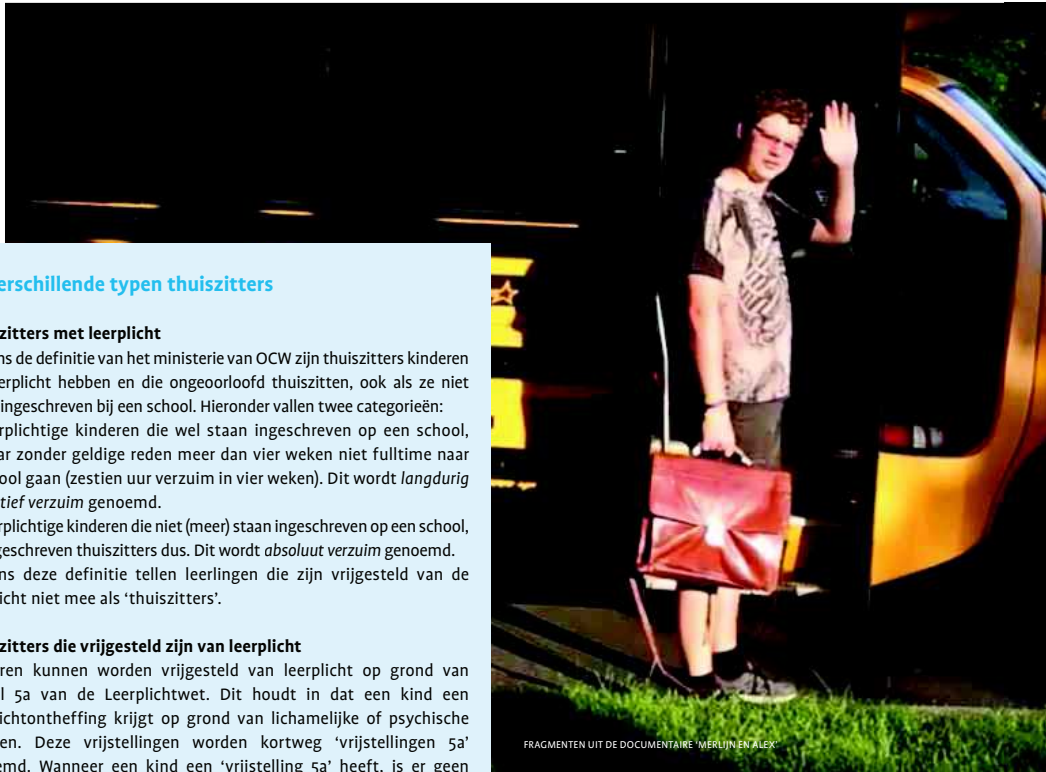 erschillende typen thuiszitters
zitters met leerplicht
ns de definitie van het ministerie van OCW zijn thuiszitters kinderen
erplicht hebben en die ongeoorloofd thuiszitten, ook als ze niet
ingeschreven bij een school. Hieronder vallen twee categorieën:
rplichtige kinderen die wel staan ingeschreven op een school,
ar zonder geldige reden meer dan vier weken niet fulltime naar
ool gaan (zestien uur verzuim in vier weken). Dit wordt langdurig
tief verzuim genoemd.
rplichtige kinderen die niet (meer) staan ingeschreven op een school,
geschreven thuiszitters dus. Dit wordt absoluut verzuim genoemd.
ns deze definitie tellen leerlingen die zijn vrijgesteld van de
icht niet mee als ‘thuiszitters’.
zitters die vrijgesteld zijn van leerplicht
ren kunnen worden vrijgesteld van leerplicht op grond van
l 5a van de Leerplichtwet. Dit houdt in dat een kind een
ichtontheffing krijgt op grond van lichamelijke of psychische
en. Deze vrijstellingen worden kortweg ‘vrijstellingen 5a’
emd. Wanneer een kind een ‘vrijstelling 5a’ heeft, is er geen
FRAGMENTEN UIT DE DOCUMENTAIRE ‘MERLIJN EN ALEX’